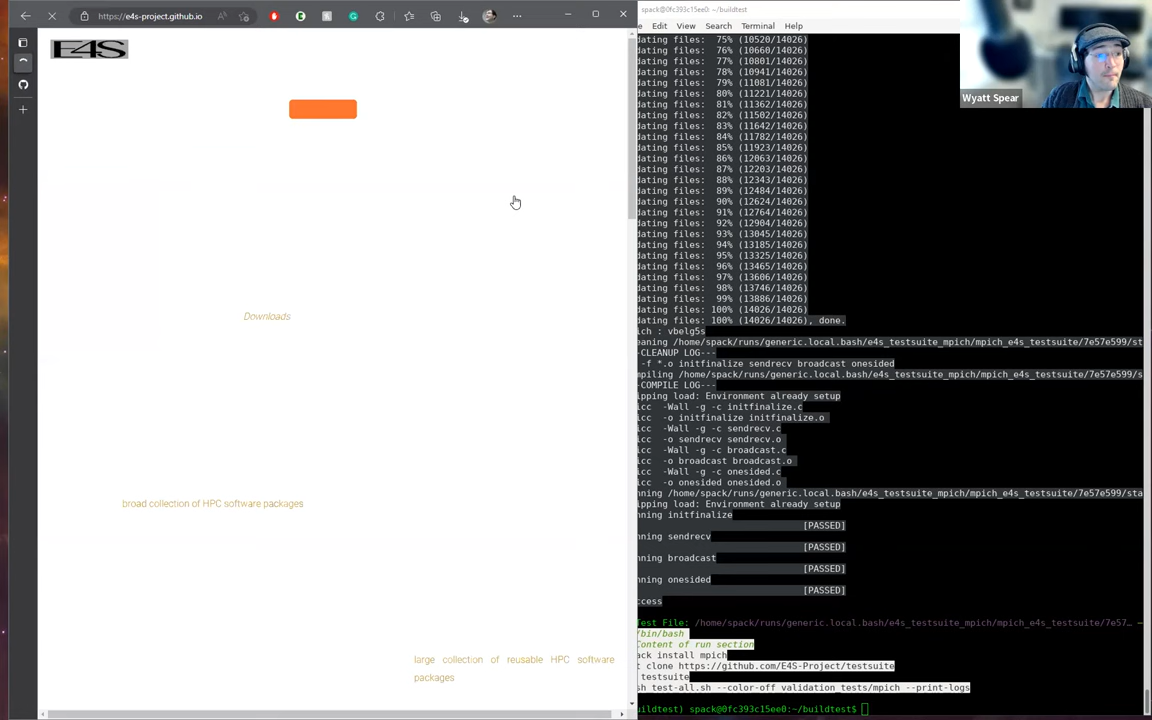 https://e4s-project.github.io
E4S
Downloads
broad collection of HPC software packages
large collection of reusable HPC software
packages
spack@0fc393c15ee0: ~/buildtest
Edit View Search Terminal Help
dating files: 75% (10520/14026)
dating files: 76% (10660/14026)
dating files: 77% (10801/14026)
dating files: 78% (10941/14026)
dating files: 79% (11081/14026)
dating files: 80% (11221/14026)
dating files: 81% (11362/14026)
dating files: 82% (11502/14026)
dating files: 83% (11642/14026)
dating files: 84% (11782/14026)
dating files: 85% (11923/14026)
dating files: 86% (12063/14026)
dating files: 87% (12203/14026)
dating files: 88% (12343/14026)
dating files: 89% (12484/14026)
dating files: 90% (12624/14026)
dating files: 91% (12764/14026)
dating files: 92% (12904/14026)
dating files: 93% (13045/14026)
dating files: 94% (13185/14026)
dating files: 95% (13325/14026)
dating files: 96% (13465/14026)
dating files: 97% (13606/14026)
dating files: 98% (13746/14026)
dating files: 99% (13886/14026)
dating files: 100% (14026/14026)
dating files: 100% (14026/14026), done.
ich : vbelg5s
eaning /home/spack/runs/generic.local.bash/e4s_testsuite_mpich/mpich_e4s_testsuite/7e57e599/st
-CLEANUP LOG---
-f *.o initfinalize sendrecv broadcast onesided
mpiling /home/spack/runs/generic.local.bash/e4s_testsuite_mpich/mpich_e4s_testsuite/7e57e599/s
-COMPILE LOG---
ipping load: Environment already setup
icc -Wall -g -c initfinalize.c
icc -o initfinalize initfinalize.o
icc -Wall -g -c sendrecv.c
icc -o sendrecv sendrecv.o
icc -Wall -g -c broadcast.c
icc -o broadcast broadcast.o
icc -Wall -g -c onesided.c
icc -o onesided onesided.o
nning /home/spack/runs/generic.local.bash/e4s_testsuite_mpich/mpich_e4s_testsuite/7e57e599/sta
ipping load: Environment already setup
nning initfinalize
[PASSED]
nning sendrecv
[PASSED]
nning broadcast
[PASSED]
nning onesided
[PASSED]
ccess
Test File: /home/spack/runs/generic.local.bash/e4s_testsuite_mpich/mpich_e4s_testsuite/7e57… —
/bin/bash
Content of run section
ack install mpich
t clone https://github.com/E4S-Project/testsuite
testsuite
sh test-all.sh --color-off validation_tests/mpich --print-logs
uildtest) spack@0fc393c15ee0:~/buildtest$
Wyatt Spear